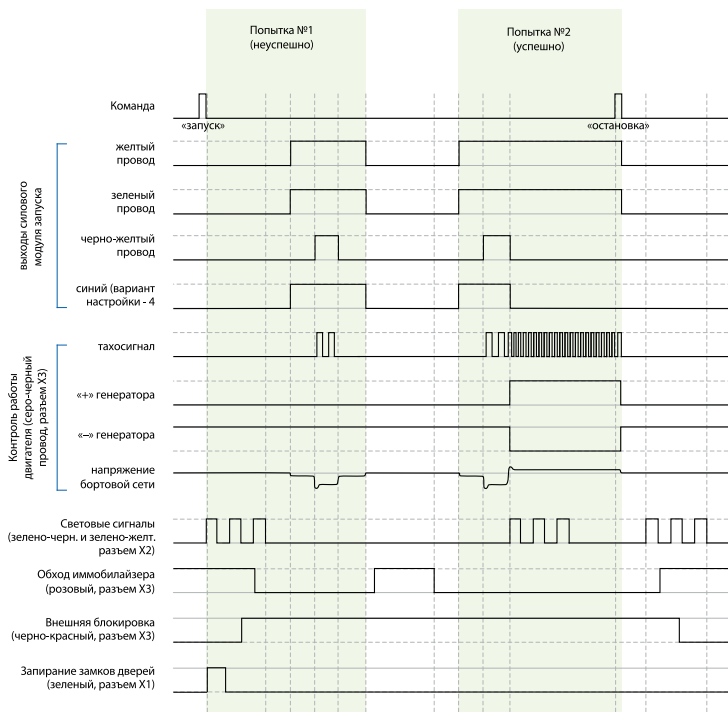 Попытка №1
(неуспешно)
Попытка №2
(успешно)
Команда
«запуск»
«остановка»
выходы силового
модуля запуска
желтый
провод
зеленый
провод
черно-желтый
провод
синий (вариант
настройки - 4
Контроль работы
двигателя (серо-черный
провод, разъем X3)
тахосигнал
«+» генератора
«–» генератора
напряжение
бортовой сети
Световые сигналы
(зелено-черн. и зелено-желт.
разъем X2)
Обход иммобилайзера
(розовый, разъем X3)
Внешняя блокировка
(черно-красный, разъем X3)
Запирание замков дверей
(зеленый, разъем X1)